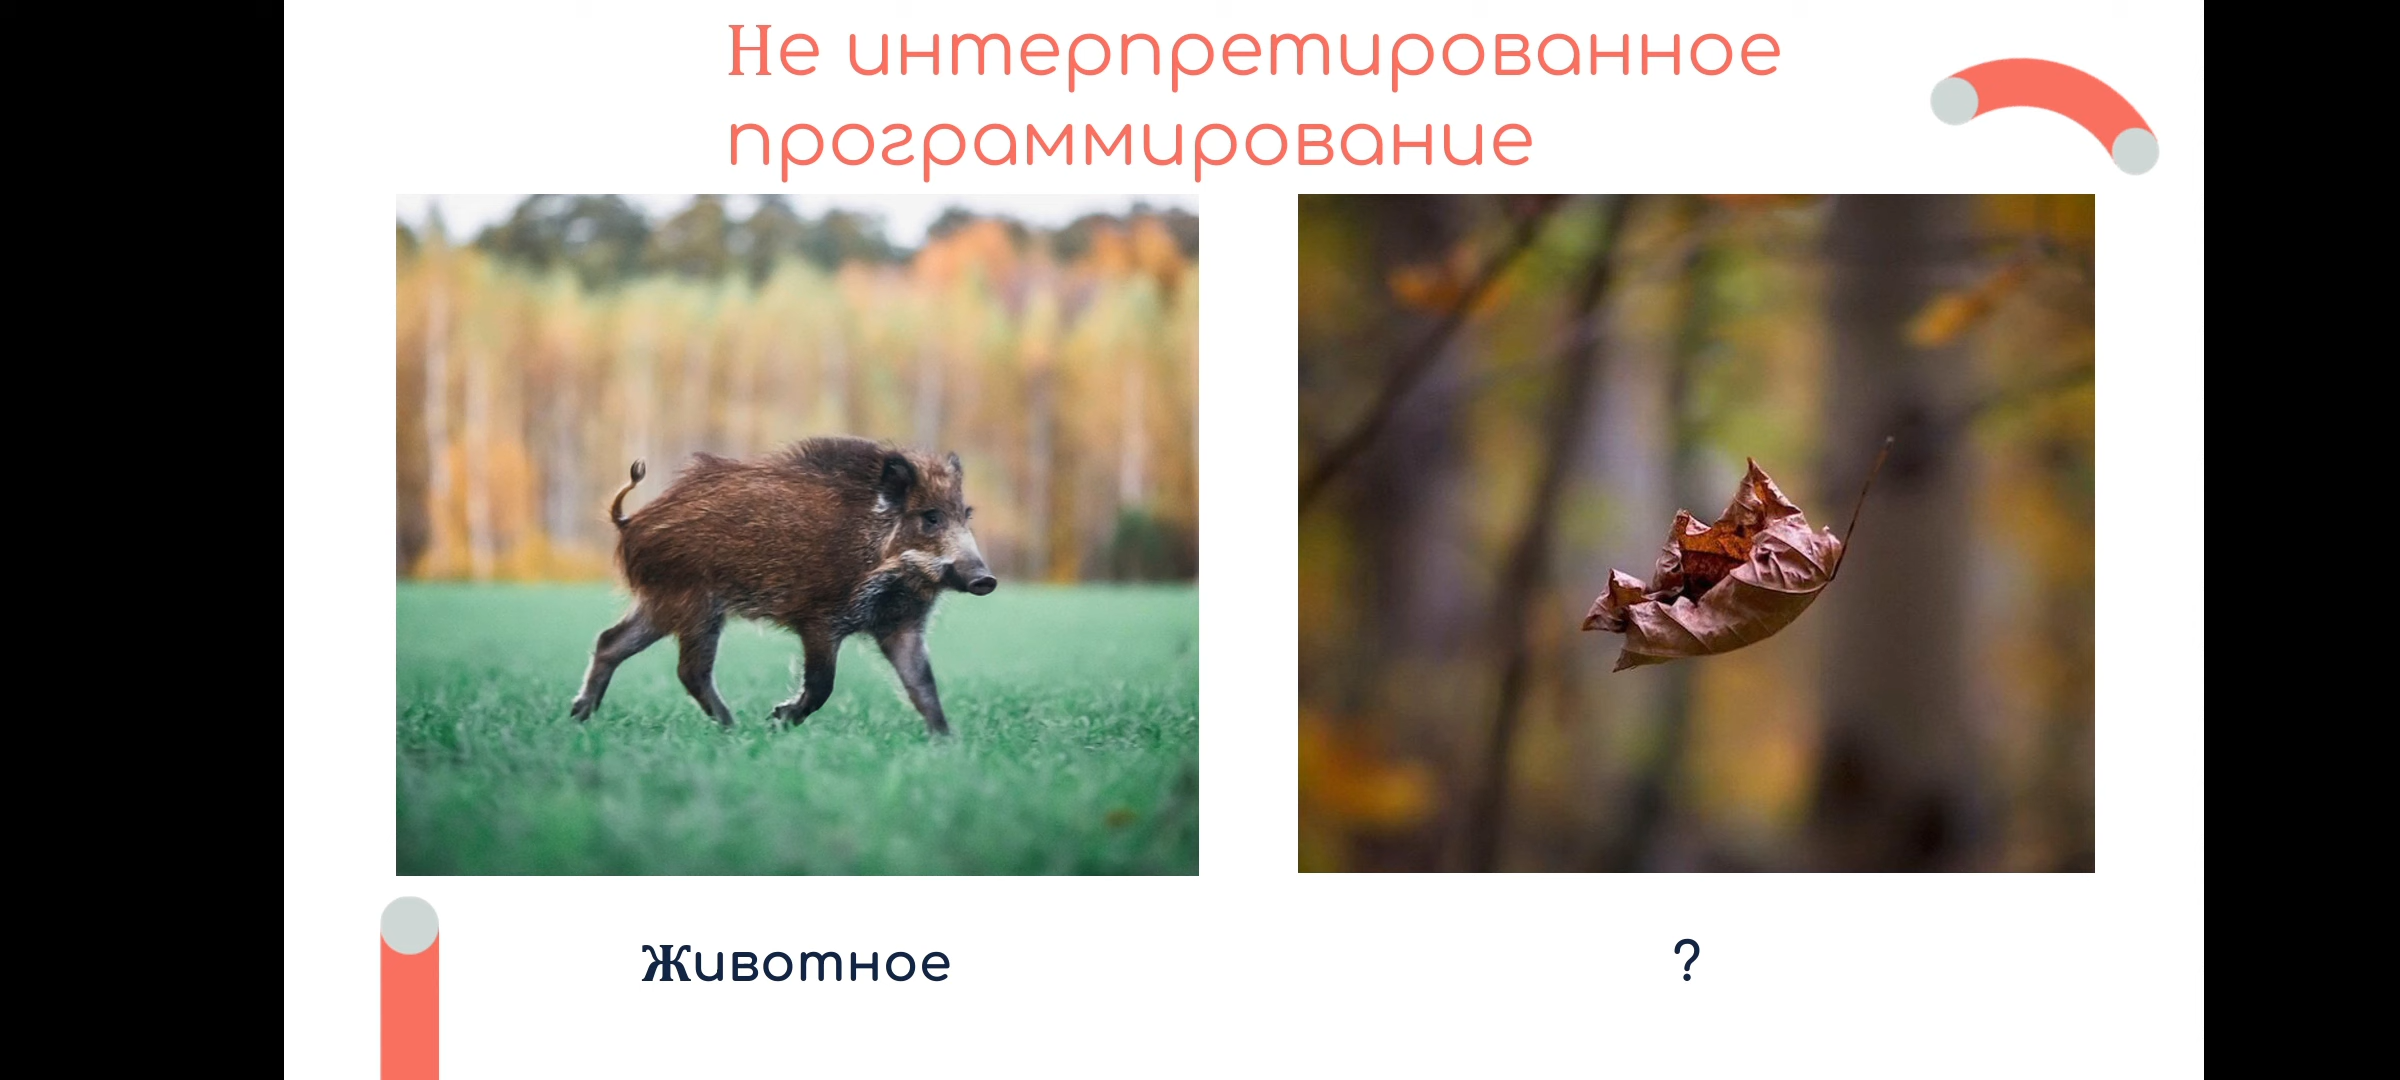 Не интерпретированное
программирование
Животное
?